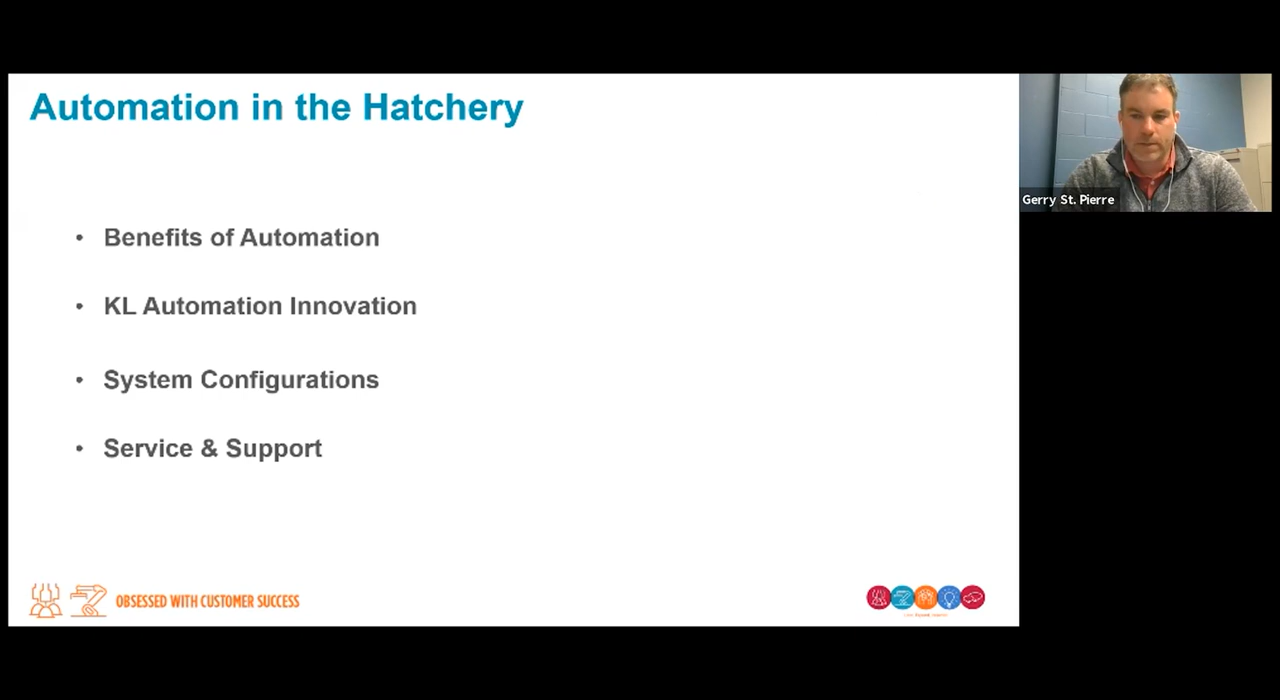 Automation in the Hatchery
• Benefits of Automation
• KL Automation Innovation
• System Configurations
• Service & Support
OBSESSED WITH CUSTOMER SUCCESS
Gerry St. Pierre